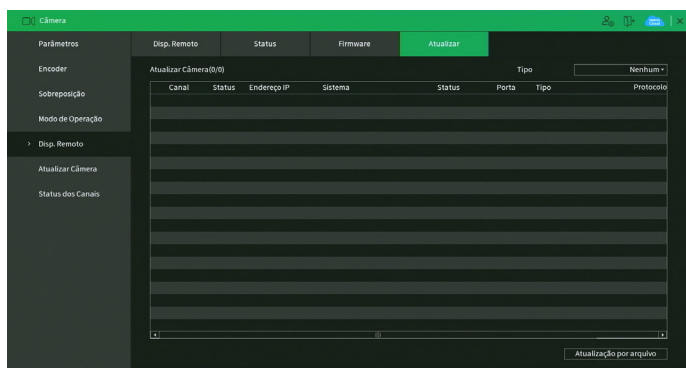 Câmera
Parâmetros
Disp. Remoto
Status
Firmware
Atualizar
Encoder
Atualizar Câmera(0/0)
Tipo
Nenhum
Canal Status Endereço IP Sistema Status Porta Tipo Protocolo
Sobreposição
Modo de Operação
> Disp. Remoto
Atualizar Câmera
Status dos Canais
Atualização por arquivo